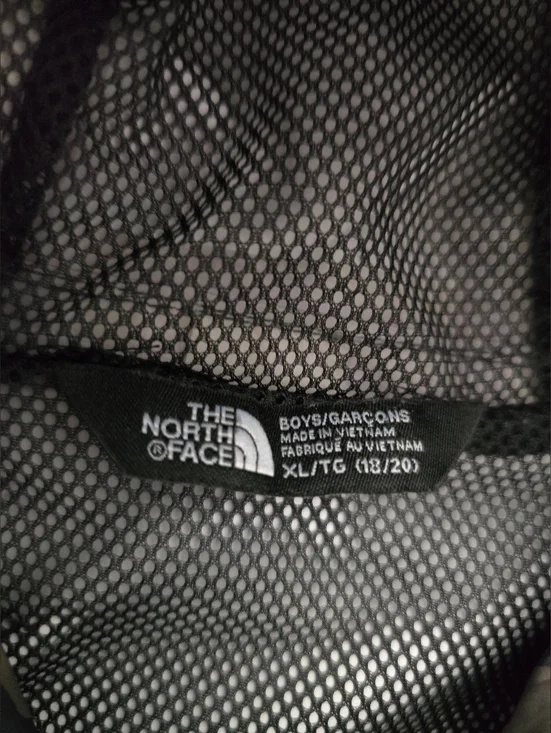 THE
NORTH
®FACE
BOYS/GARÇONS
MADE IN VIETNAM
FABRIQUÉ AU VIETNAM
XL/TG (18/20)